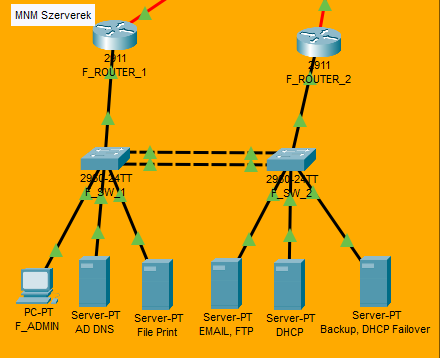 MNM Szerverek
2911
F_ROUTER_1
2911
F_ROUTER_2
2960-24TT
F_SW_1
2960-24TT
F_SW_2
PC-PT
F_ADMIN
Server-PT
AD DNS
Server-PT
File Print
Server-PT
EMAIL, FTP
Server-PT
DHCP
Server-PT
Backup, DHCP Failover